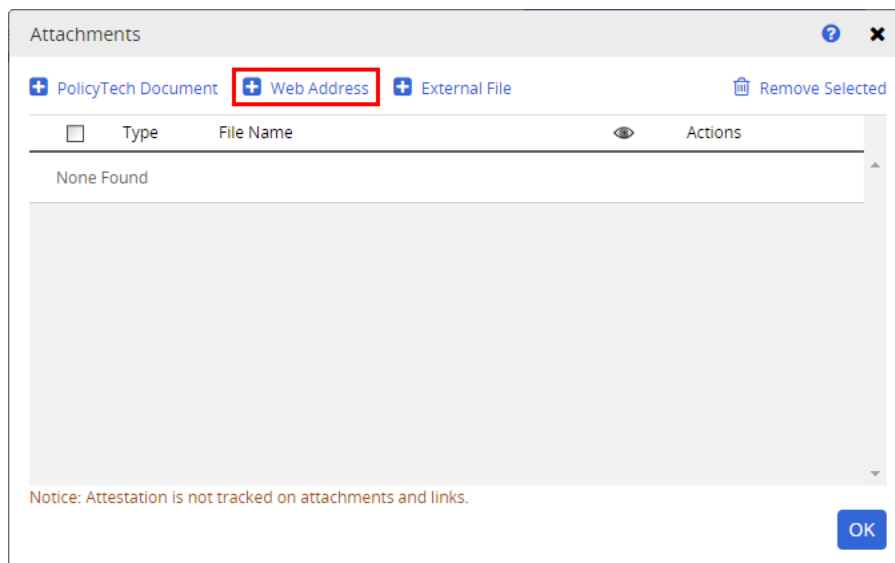 Attachments
PolicyTech Document Web Address External File Remove Selected
Type File Name Actions
None Found
Notice: Attestation is not tracked on attachments and links.
OK